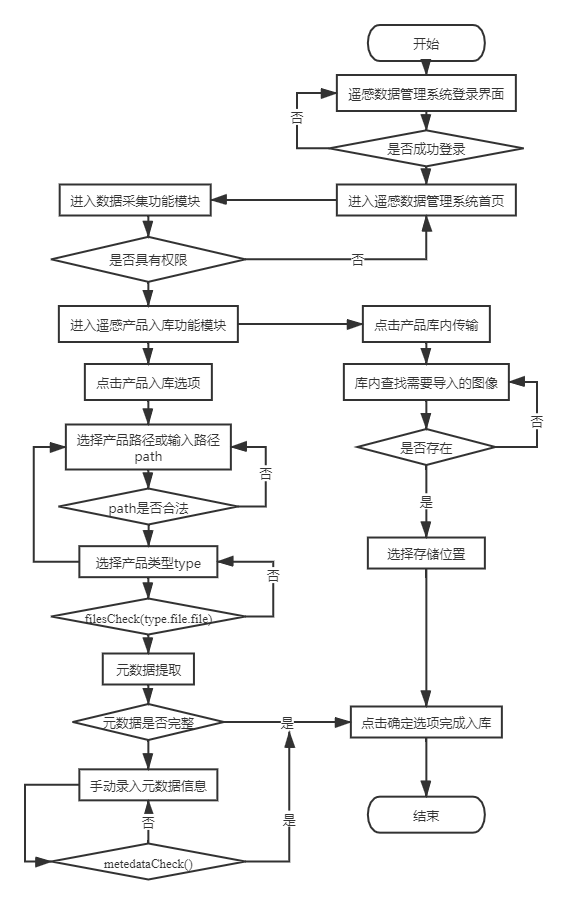 开始
遥感数据管理系统登录界面
否
是否成功登录
进入数据采集功能模块
进入遥感数据管理系统首页
是否具有权限
否
进入遥感产品入库功能模块
点击产品库内传输
点击产品入库选项
库内查找需要导入的图像
否
选择产品路径或输入路径
path
是否存在
否
path是否合法
是
选择产品类型type
选择存储位置
否
filesCheck(type.file.file)
元数据提取
元数据是否完整
是
点击确定选项完成入库
手动录入元数据信息
否
是
结束
metedataCheck()